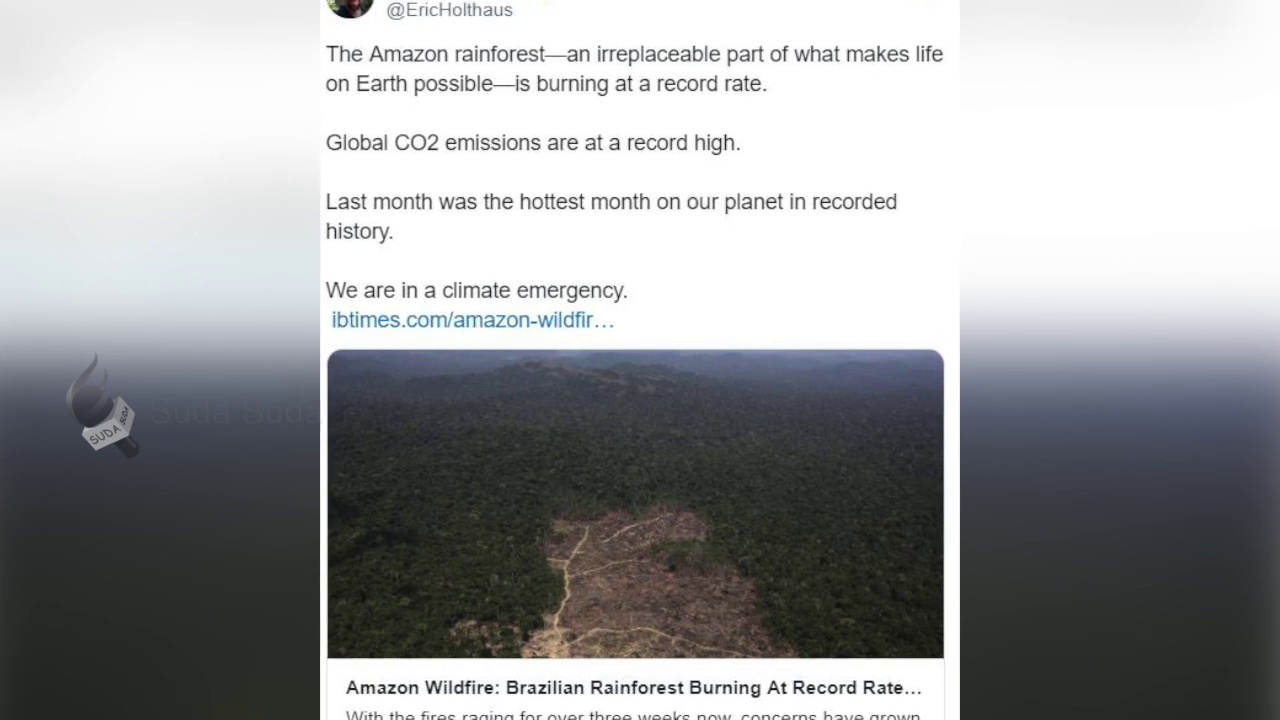 @EricHolthaus
The Amazon rainforest—an irreplaceable part of what makes life
on Earth possible—is burning at a record rate.
Global CO2 emissions are at a record high.
Last month was the hottest month on our planet in recorded
history.
We are in a climate emergency.
ibtimes.com/amazon-wildfir…
SUDA SUDA
Suda Suda
Amazon Wildfire: Brazilian Rainforest Burning At Record Rate...
With the fires raging for over three weeks now, concerns have grown